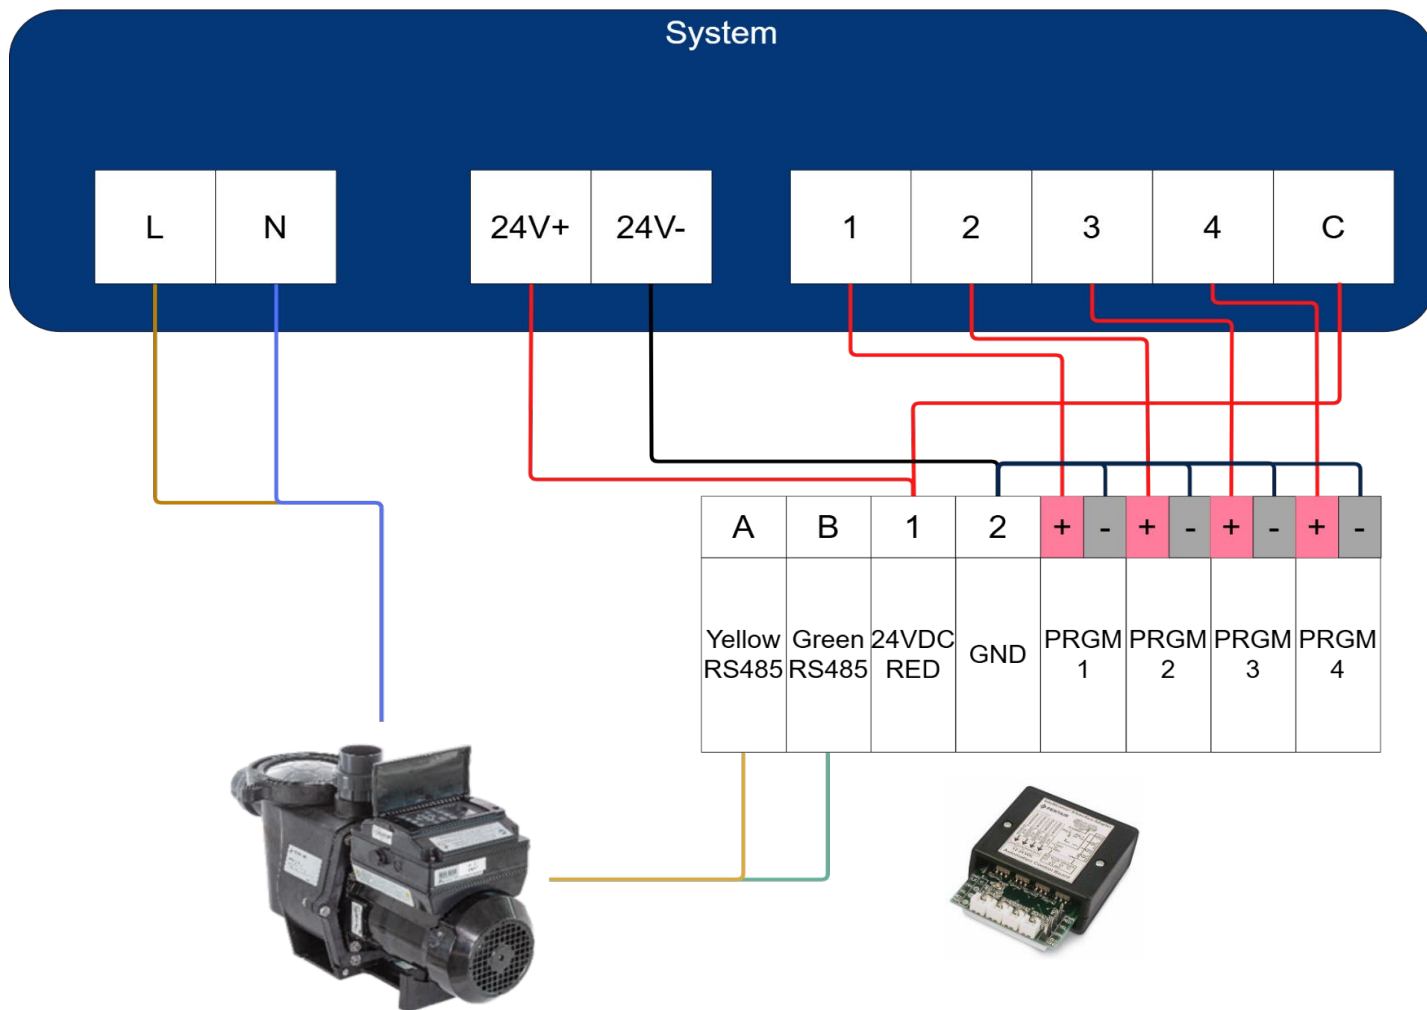 System
L
N
24V+
24V-
1
2
3
4
C
A
B
1
2
+
-
+
-
+
-
+
-
Yellow
RS485
Green
RS485
24VDC
RED
GND
PRGM
1
PRGM
2
PRGM
3
PRGM
4
PENTAIR